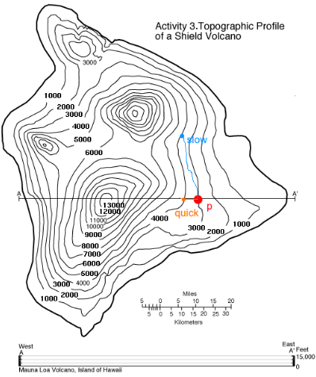 Activity 3.Topographic Profile
of a Shield Volcano
3000
1000
2000
3000
4000
5000
6000
slow
A
A'
13000
12000
11000
10000
9000
8000
7000
6000
5000
3000 4000
1000 2000
p
quick
4000
3000 2000 1000
Miles
5 0 5 10 15 20
5 0 5 10 15 20 25 30
Kilometers
West
A
East
A' Feet
15,000
0
Mauna Loa Volcano, Island of Hawaii